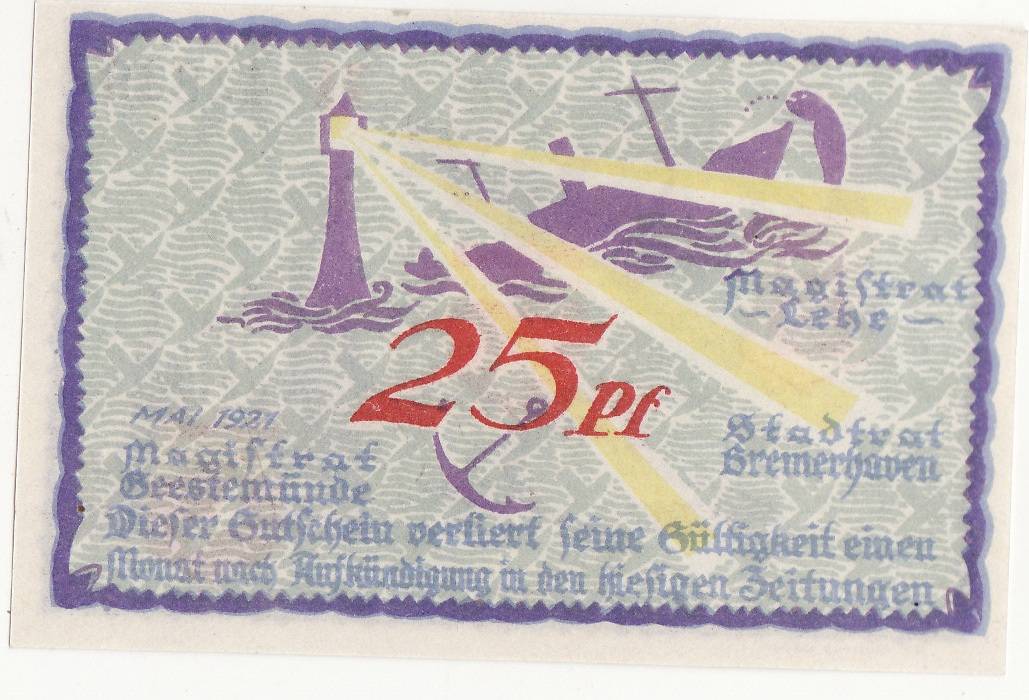 Magistrat
- Lehe -
25 Pf
MAI 1921
Magistrat
Geestemünde
Stadtrat
Bremerhaven
Dieser Gutschein verliert seine Gültigkeit einen
Monat nach Aufkündigung in den hiesigen Zeitungen